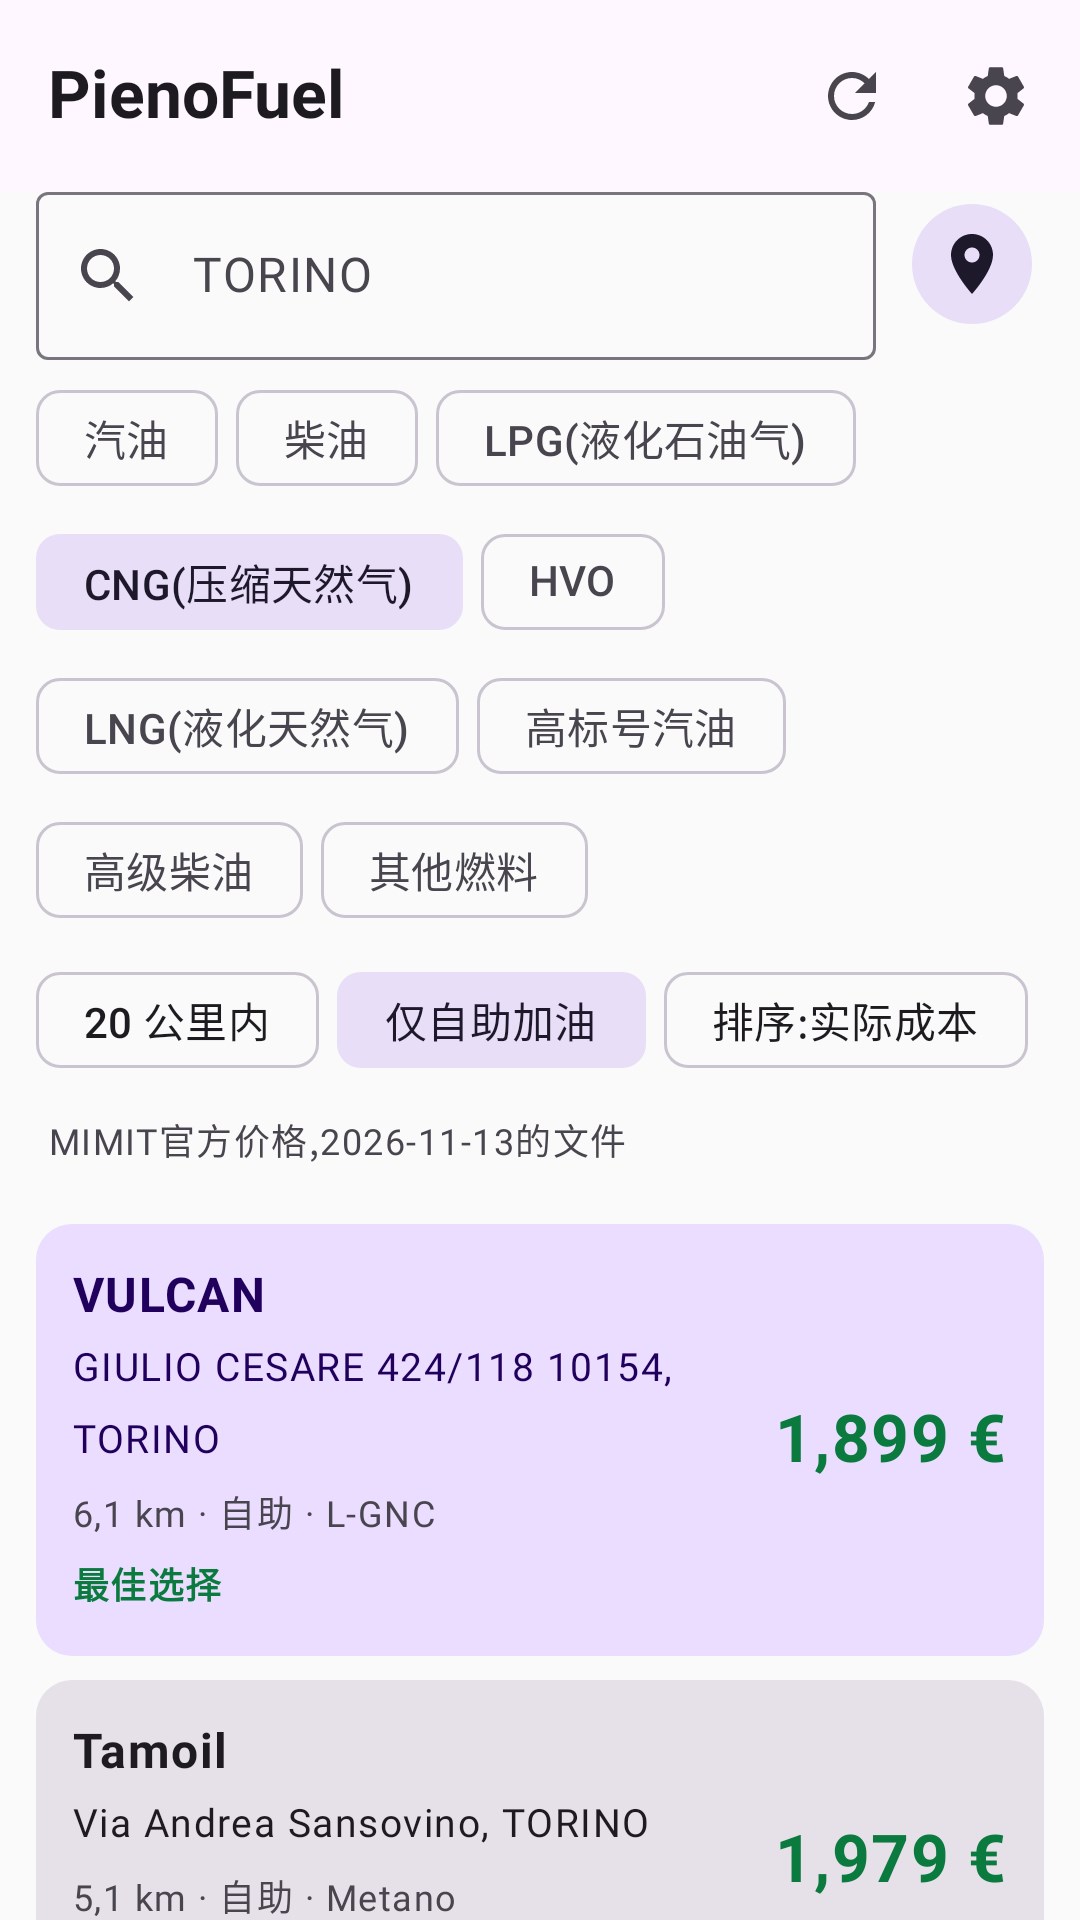 PienoFuel
TORINO
汽油
柴油
LPG(液化石油气)
CNG(压缩天然气)
HVO
LNG(液化天然气)
高标号汽油
高级柴油
其他燃料
20 公里内
仅自助加油
排序:实际成本
MIMIT官方价格,2026-11-13的文件
VULCAN
GIULIO CESARE 424/118 10154,
TORINO
1,899 €
6,1 km · 自助 · L-GNC
最佳选择
Tamoil
Via Andrea Sansovino, TORINO
1,979 €
5,1 km · 自助 · Metano